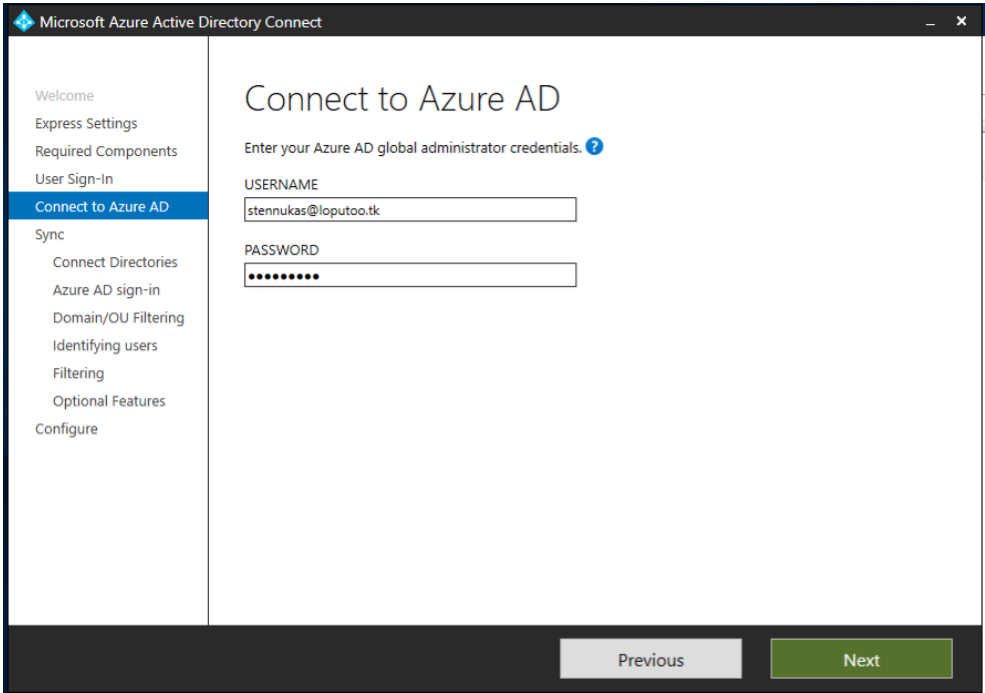 Microsoft Azure Active Directory Connect
Welcome
Express Settings
Required Components
User Sign-In
Connect to Azure AD
Sync
Connect Directories
Azure AD sign-in
Domain/OU Filtering
Identifying users
Filtering
Optional Features
Configure
Connect to Azure AD
Enter your Azure AD global administrator credentials. ?
USERNAME
stennukas@loputoo.tk
PASSWORD
•••••••••
Previous
Next